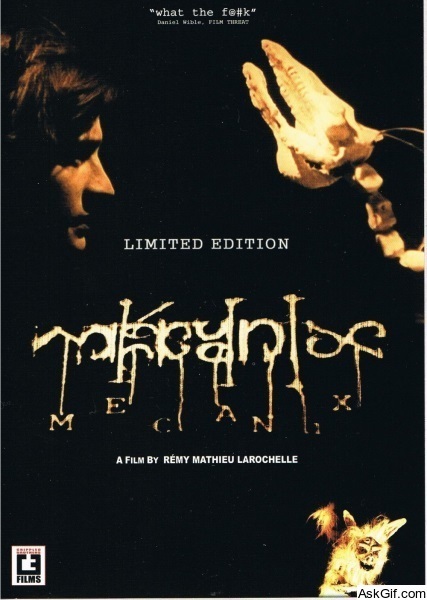 "what the f@#k"
Daniel Wible, FILM THREAT
LIMITED EDITION
MECANIX
A FILM BY RÉMY MATHIEU LAROCHELLE
FILMS
AskGif.com